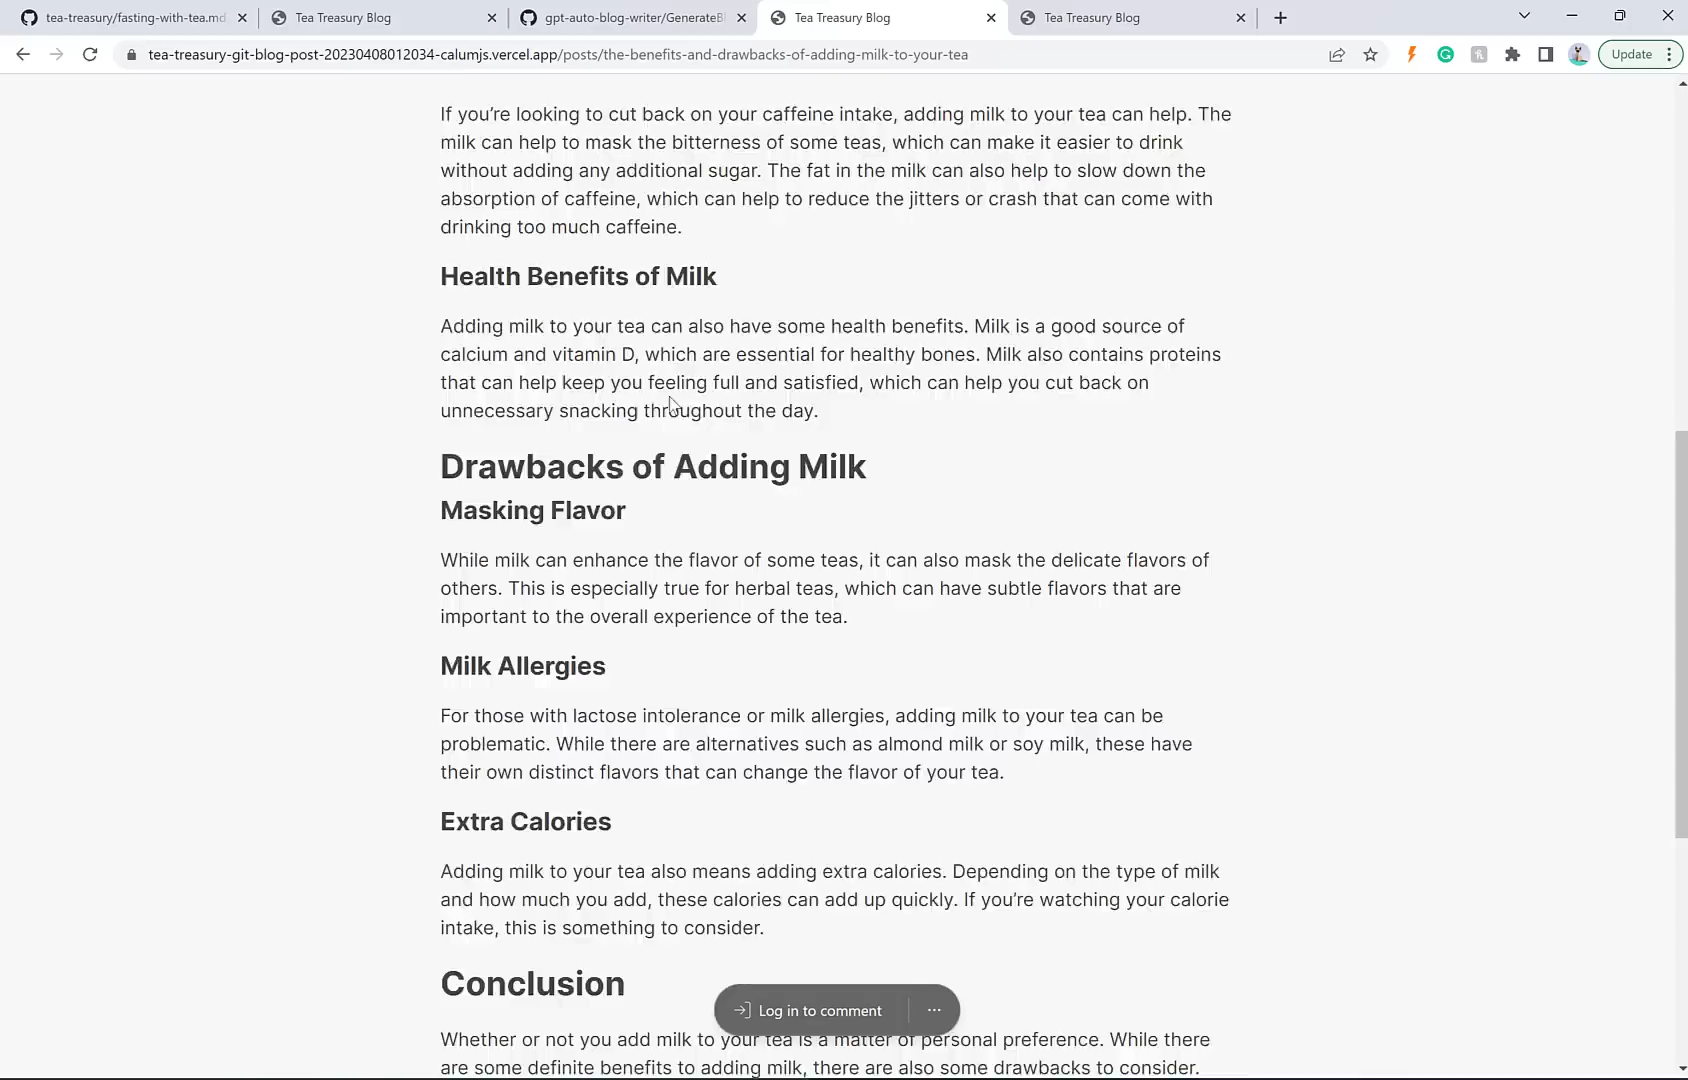 tea-treasury/fasting-with-tea.md
Tea Treasury Blog
gpt-auto-blog-writer/GenerateBl
Tea Treasury Blog
Tea Treasury Blog
tea-treasury-git-blog-post-20230408012034-calumjs.vercel.app/posts/the-benefits-and-drawbacks-of-adding-milk-to-your-tea
Update
If you’re looking to cut back on your caffeine intake, adding milk to your tea can help. The
milk can help to mask the bitterness of some teas, which can make it easier to drink
without adding any additional sugar. The fat in the milk can also help to slow down the
absorption of caffeine, which can help to reduce the jitters or crash that can come with
drinking too much caffeine.
Health Benefits of Milk
Adding milk to your tea can also have some health benefits. Milk is a good source of
calcium and vitamin D, which are essential for healthy bones. Milk also contains proteins
that can help keep you feeling full and satisfied, which can help you cut back on
unnecessary snacking throughout the day.
Drawbacks of Adding Milk
Masking Flavor
While milk can enhance the flavor of some teas, it can also mask the delicate flavors of
others. This is especially true for herbal teas, which can have subtle flavors that are
important to the overall experience of the tea.
Milk Allergies
For those with lactose intolerance or milk allergies, adding milk to your tea can be
problematic. While there are alternatives such as almond milk or soy milk, these have
their own distinct flavors that can change the flavor of your tea.
Extra Calories
Adding milk to your tea also means adding extra calories. Depending on the type of milk
and how much you add, these calories can add up quickly. If you’re watching your calorie
intake, this is something to consider.
Conclusion
Log in to comment
Whether or not you add milk to your tea is a matter of personal preference. While there
are some definite benefits to adding milk, there are also some drawbacks to consider.